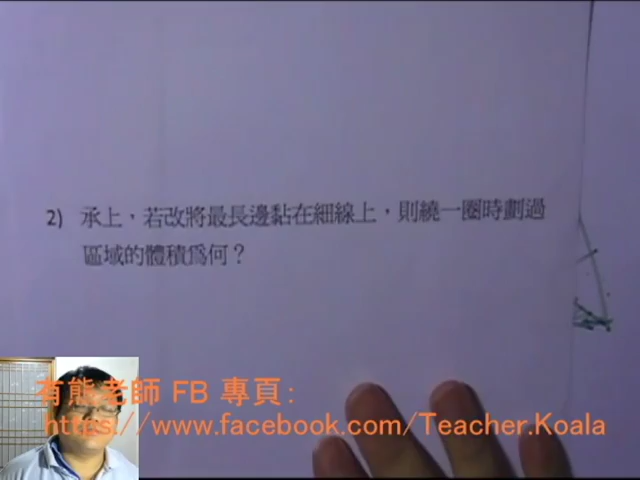 2) 承上，若改將最長邊黏在細線上，則繞一圈時劃過
區域的體積為何？
有熊老師 FB 專頁：
https://www.facebook.com/Teacher.Koala